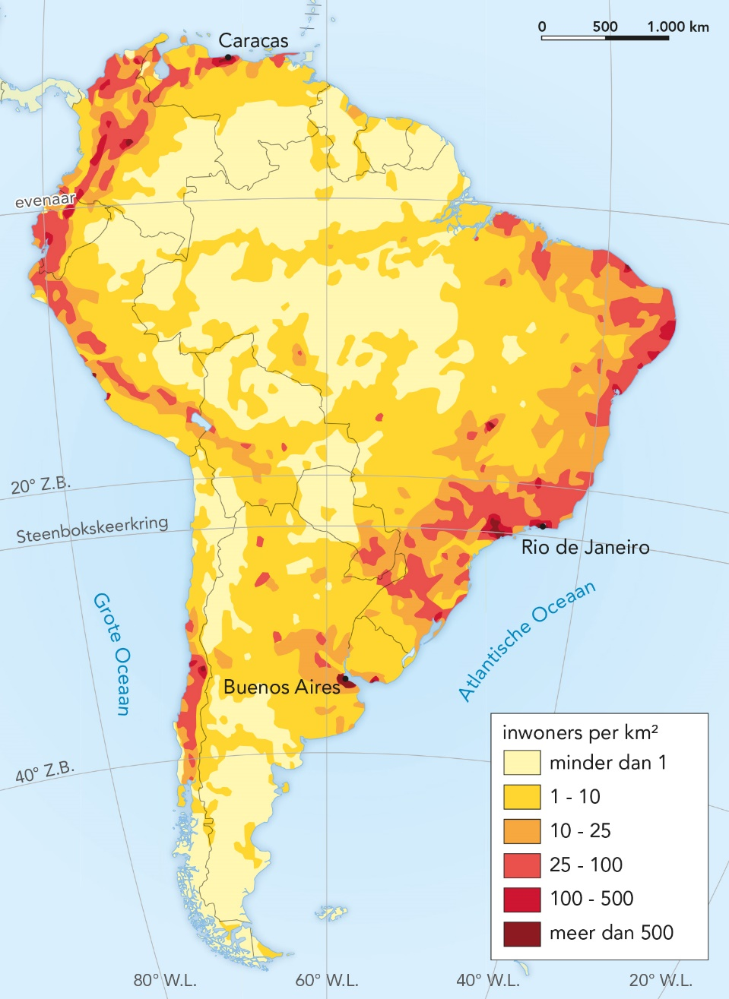 Caracas
0 500 1.000 km
evenaar
20° Z.B.
Steenbokskeerkring
Rio de Janeiro
Grote Oceaan
Atlantische Oceaan
Buenos Aires
40° Z.B.
inwoners per km²
minder dan 1
1 - 10
10 - 25
25 - 100
100 - 500
meer dan 500
80° W.L. 60° W.L. 40° W.L. 20° W.L.